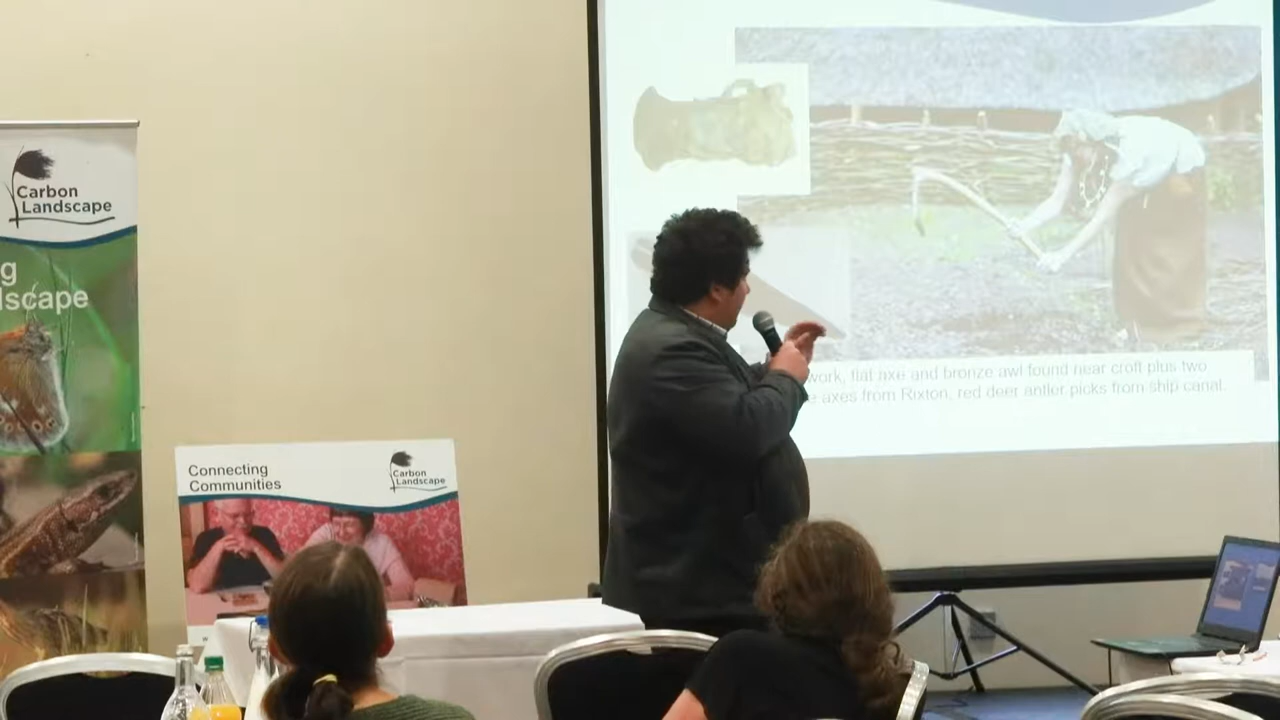 Carbon
Landscape
g
dscape
Connecting
Communities
Carbon
Landscape
work, flat axe and bronze awl found near croft plus two
e axes from Rixton, red deer antler picks from ship canal.